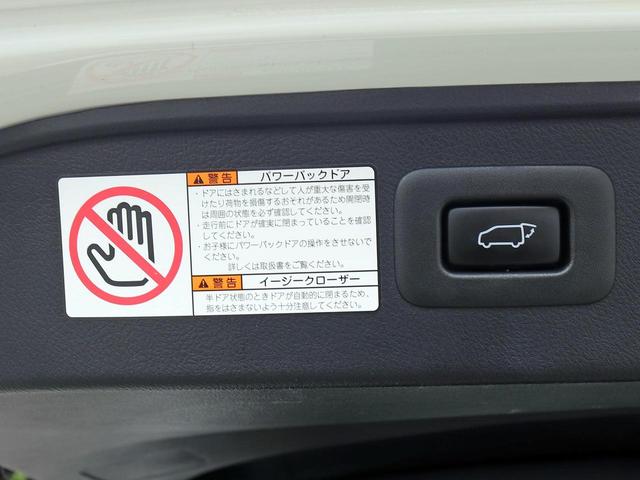 警告 パワーバックドア
・ドアにはさまれるなどして人が重大な傷害を受
けたり荷物を損傷するおそれがあるため開閉時
は周囲の状態を必ず確認してください。
・走行前にドアが確実に閉まっていることを確認
してください。
・お子様にパワーバックドアの操作をさせないで
ください。
詳しくは取扱書をご覧ください。
警告 イージークローザー
半ドア状態のときドアが自動的に閉まるため、
指をはさまないよう十分注意してください。